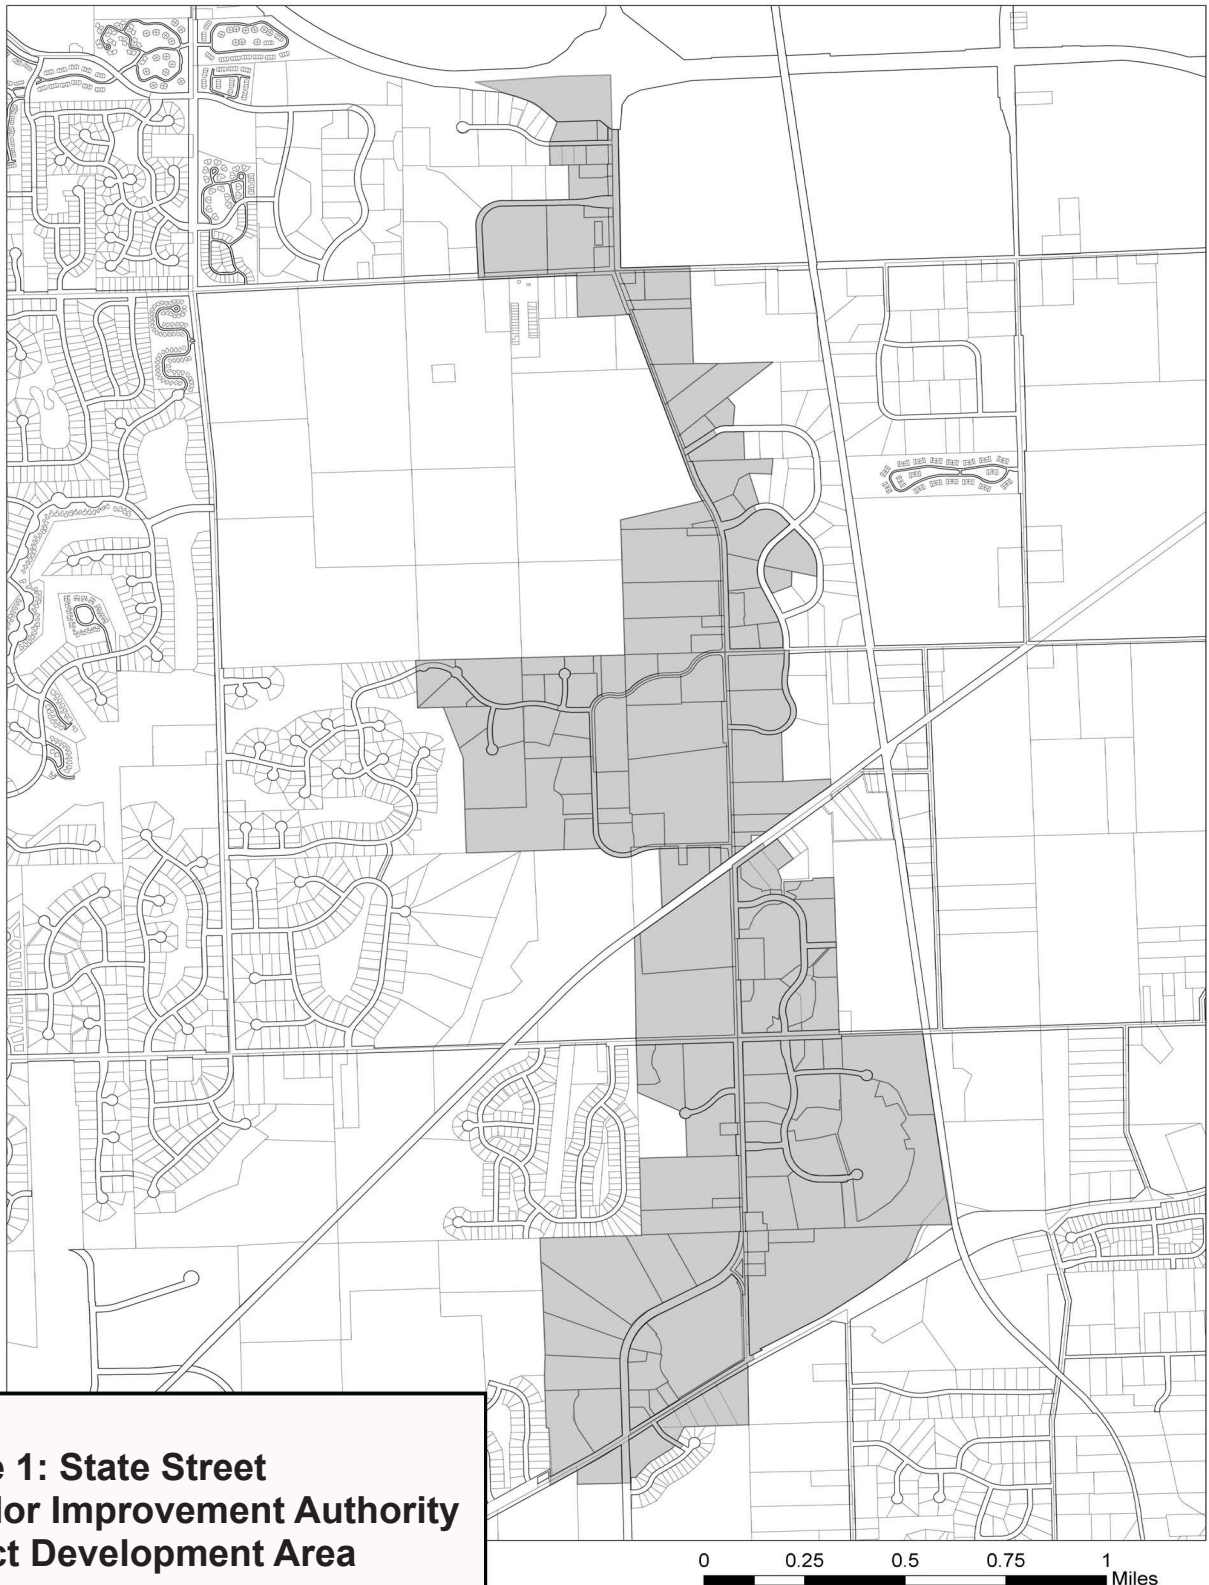 e 1: State Street
dor Improvement Authority
ct Development Area
0 0.25 0.5 0.75 1
Miles